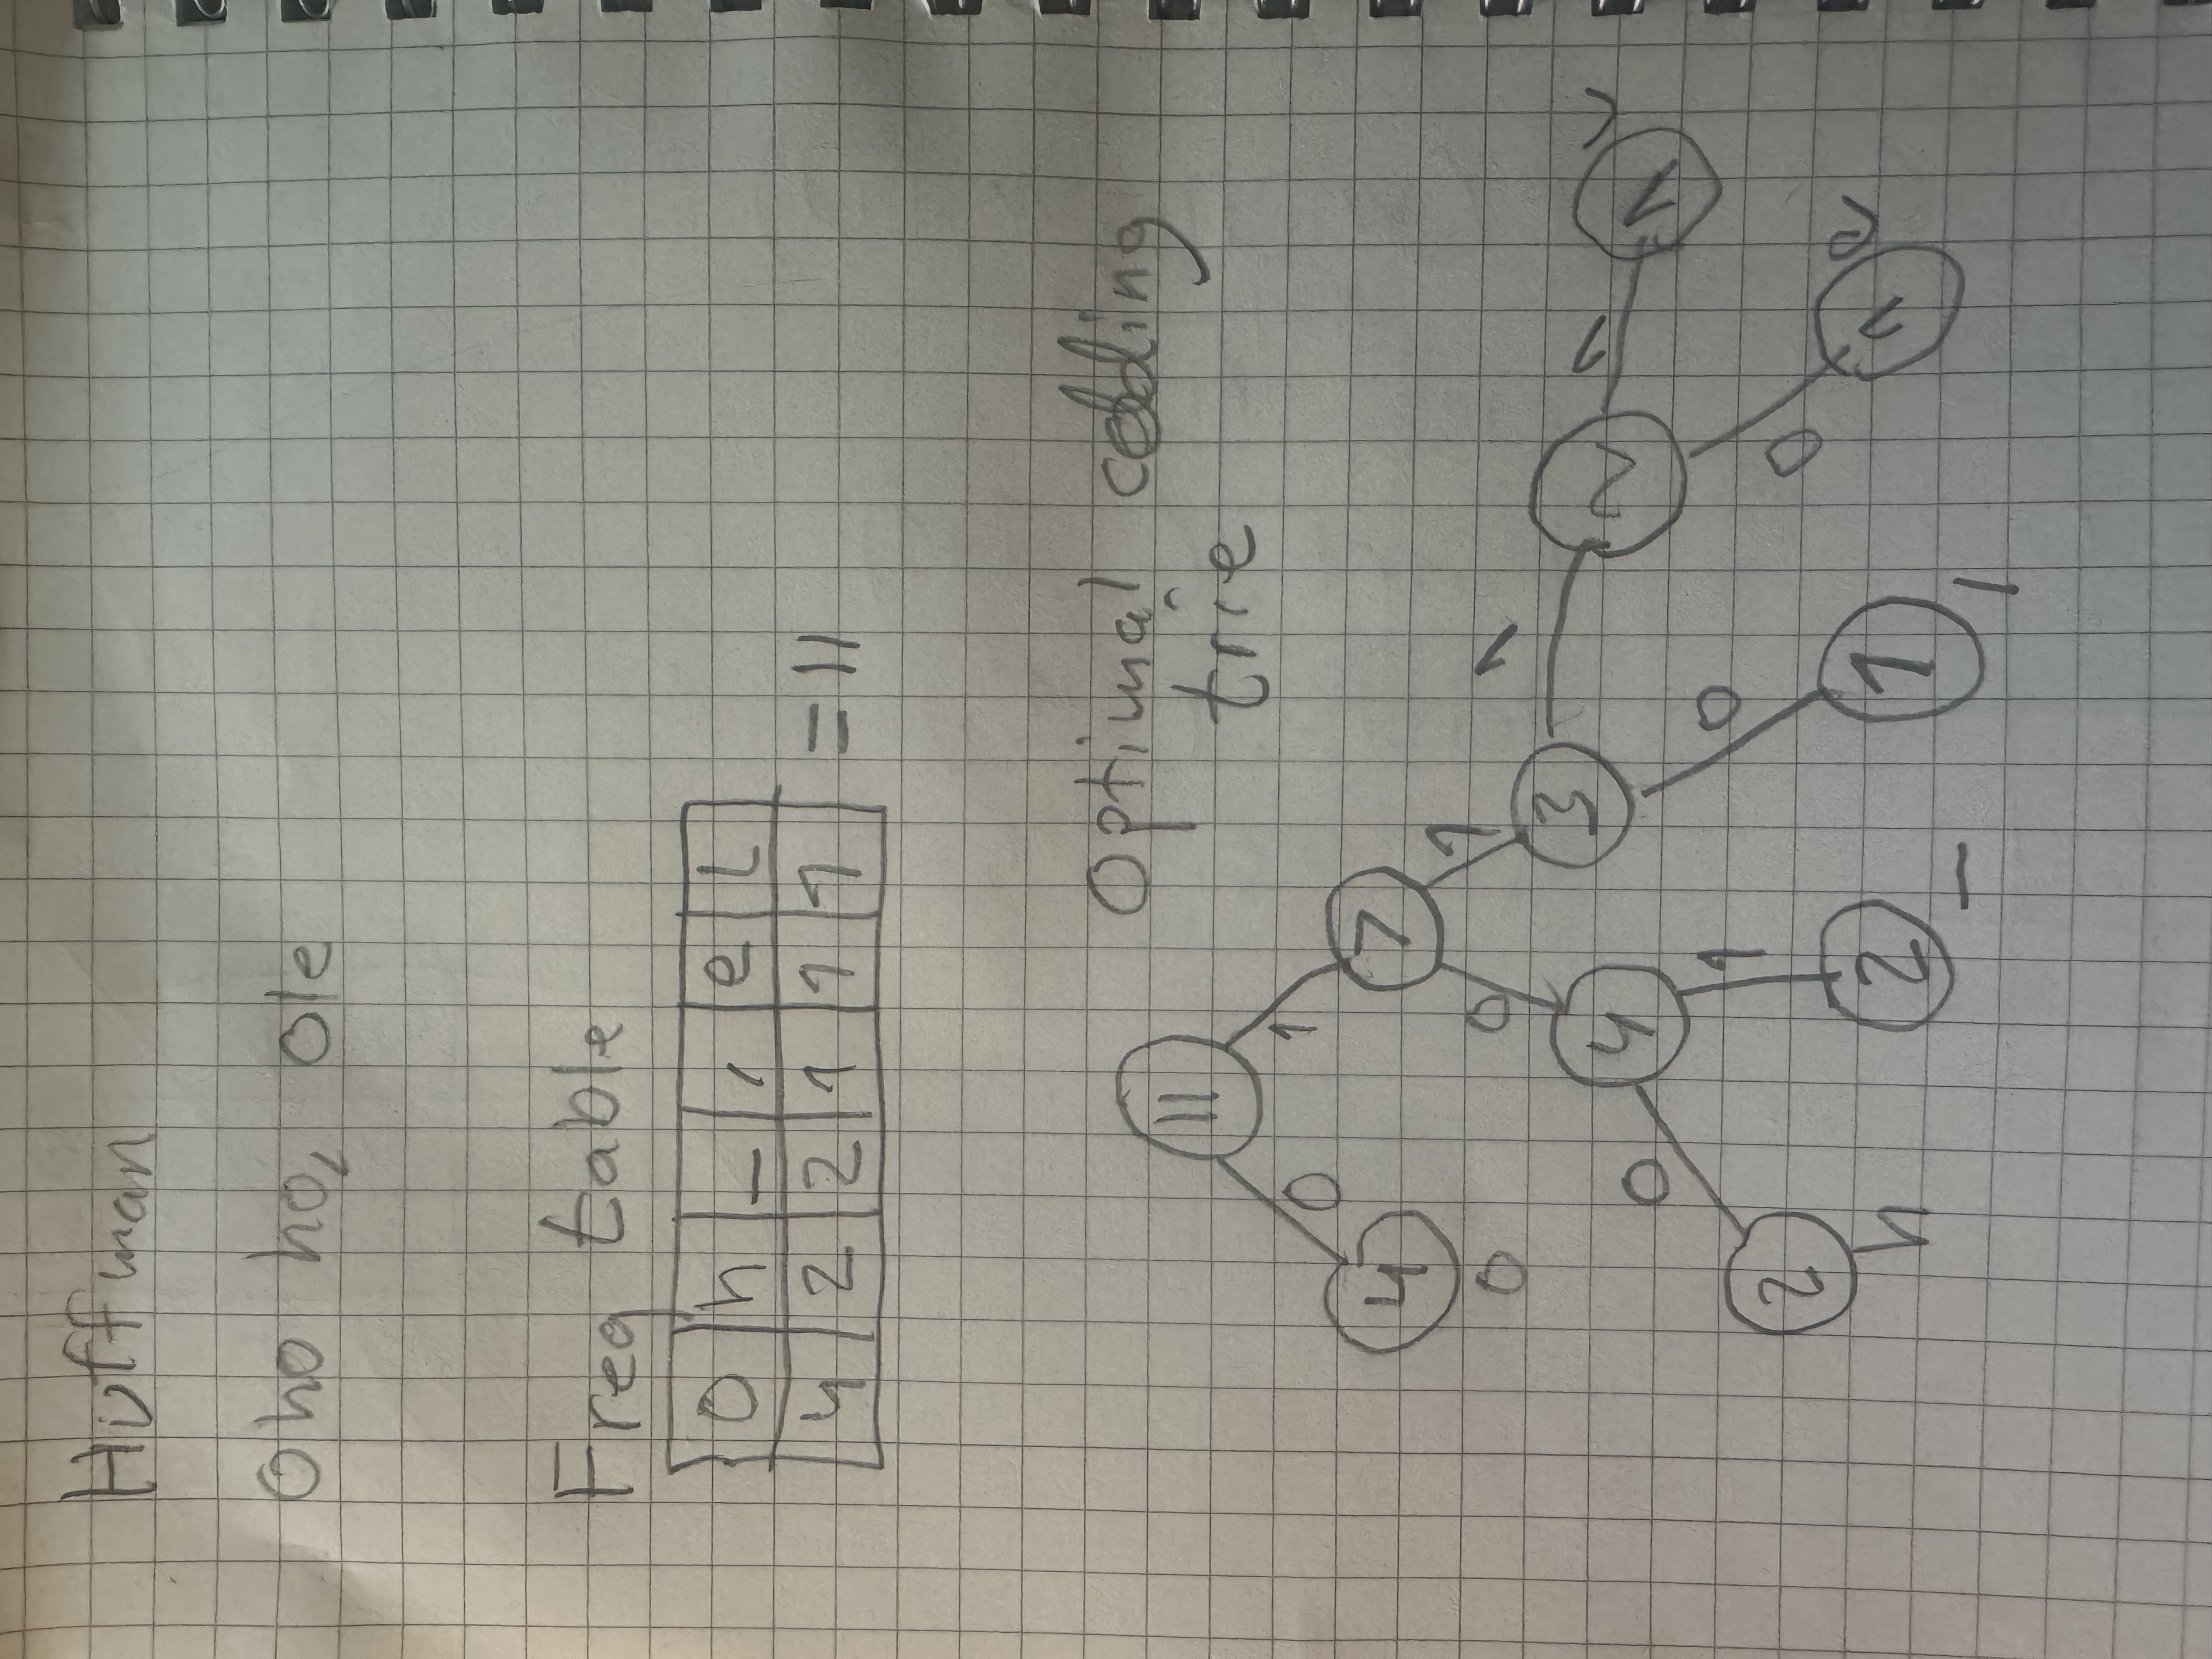 Huffman
Oho ho, ole
Freq table
O h _ , e l
4 2 2 1 1 1 = 11
Optimal codding
trie
11
0 1
4 7
0 0 1 1
4 3 2 1 1 L
0 1 0 0
2 2 1 1 e
h _ ,